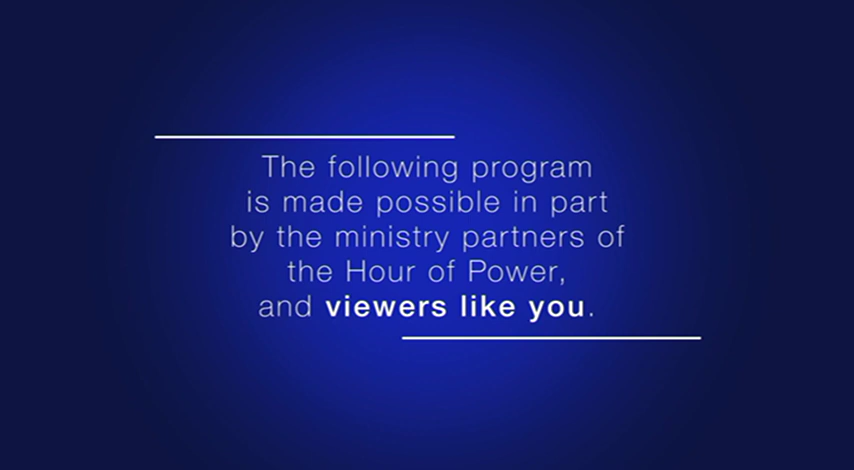 The following program
is made possible in part
by the ministry partners of
the Hour of Power,
and viewers like you.